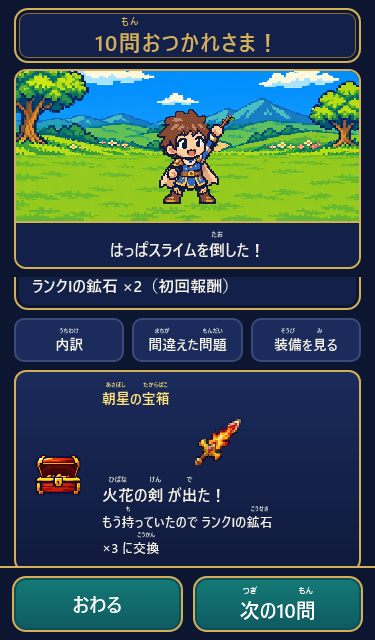 10問おつかれさま！
はっぱスライムを倒した！
ランクⅠの鉱石 ×2（初回報酬）
内訳
間違えた問題
装備を見る
朝星の宝箱
火花の剣 が出た！
もう持っていたので ランクⅠの鉱石
×3 に交換
おわる
次の10問